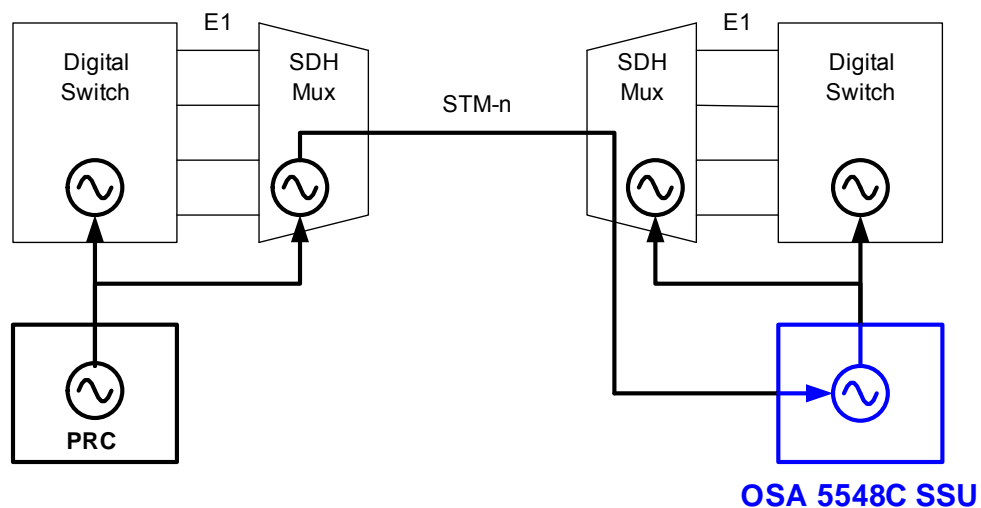 E1
E1
Digital
Switch
SDH
Mux
STM-n
SDH
Mux
Digital
Switch
PRC
OSA 5548C SSU